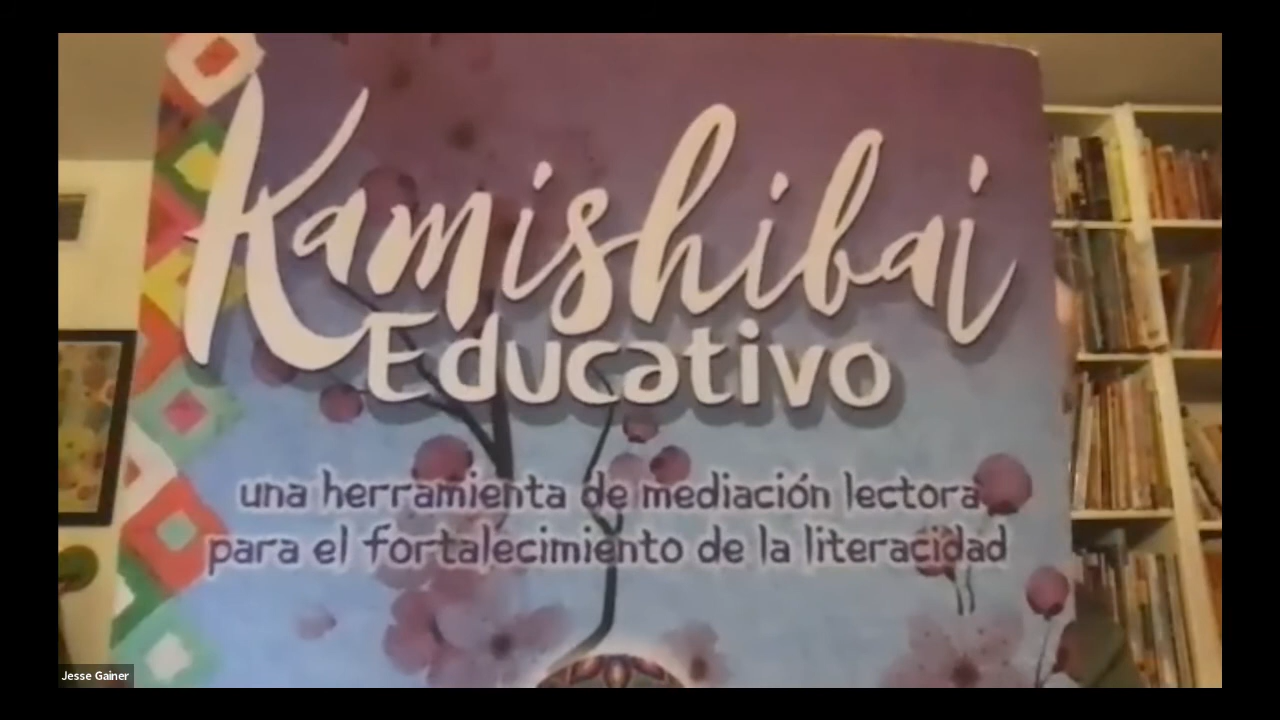 Kamishibai
Educativo
una herramienta de mediación lectora
para el fortalecimiento de la literacidad
Jesse Gainer